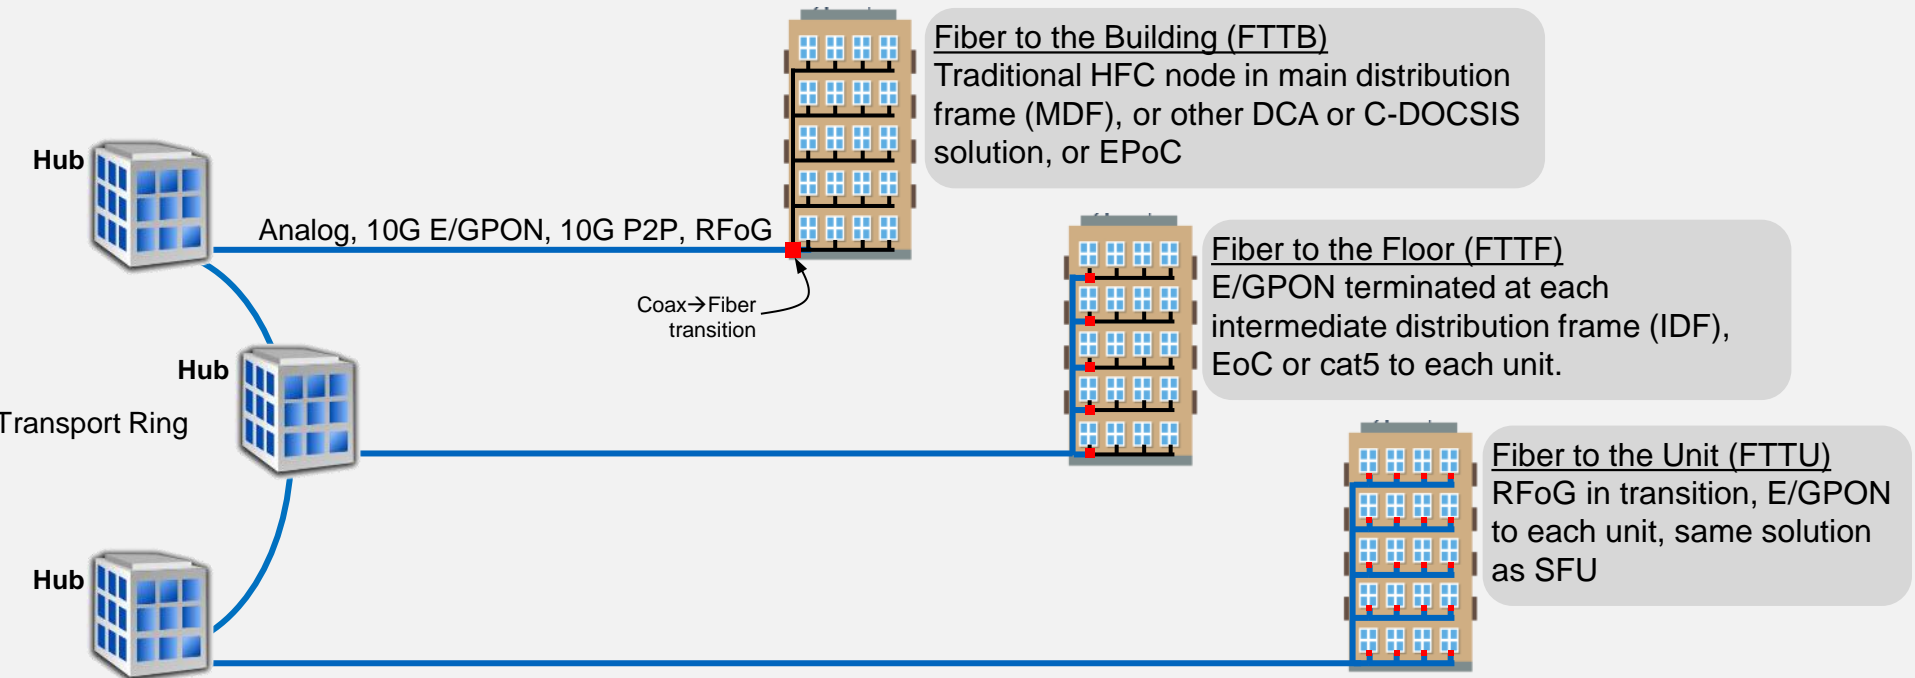 Fiber to the Building (FTTB)
Traditional HFC node in main distribution
frame (MDF), or other DCA or C-DOCSIS
solution, or EPoC
Hub
Analog, 10G E/GPON, 10G P2P, RFoG
Coax→Fiber
transition
Fiber to the Floor (FTTF)
E/GPON terminated at each
intermediate distribution frame (IDF),
EoC or cat5 to each unit.
Hub
Transport Ring
Fiber to the Unit (FTTU)
RFoG in transition, E/GPON
to each unit, same solution
as SFU
Hub